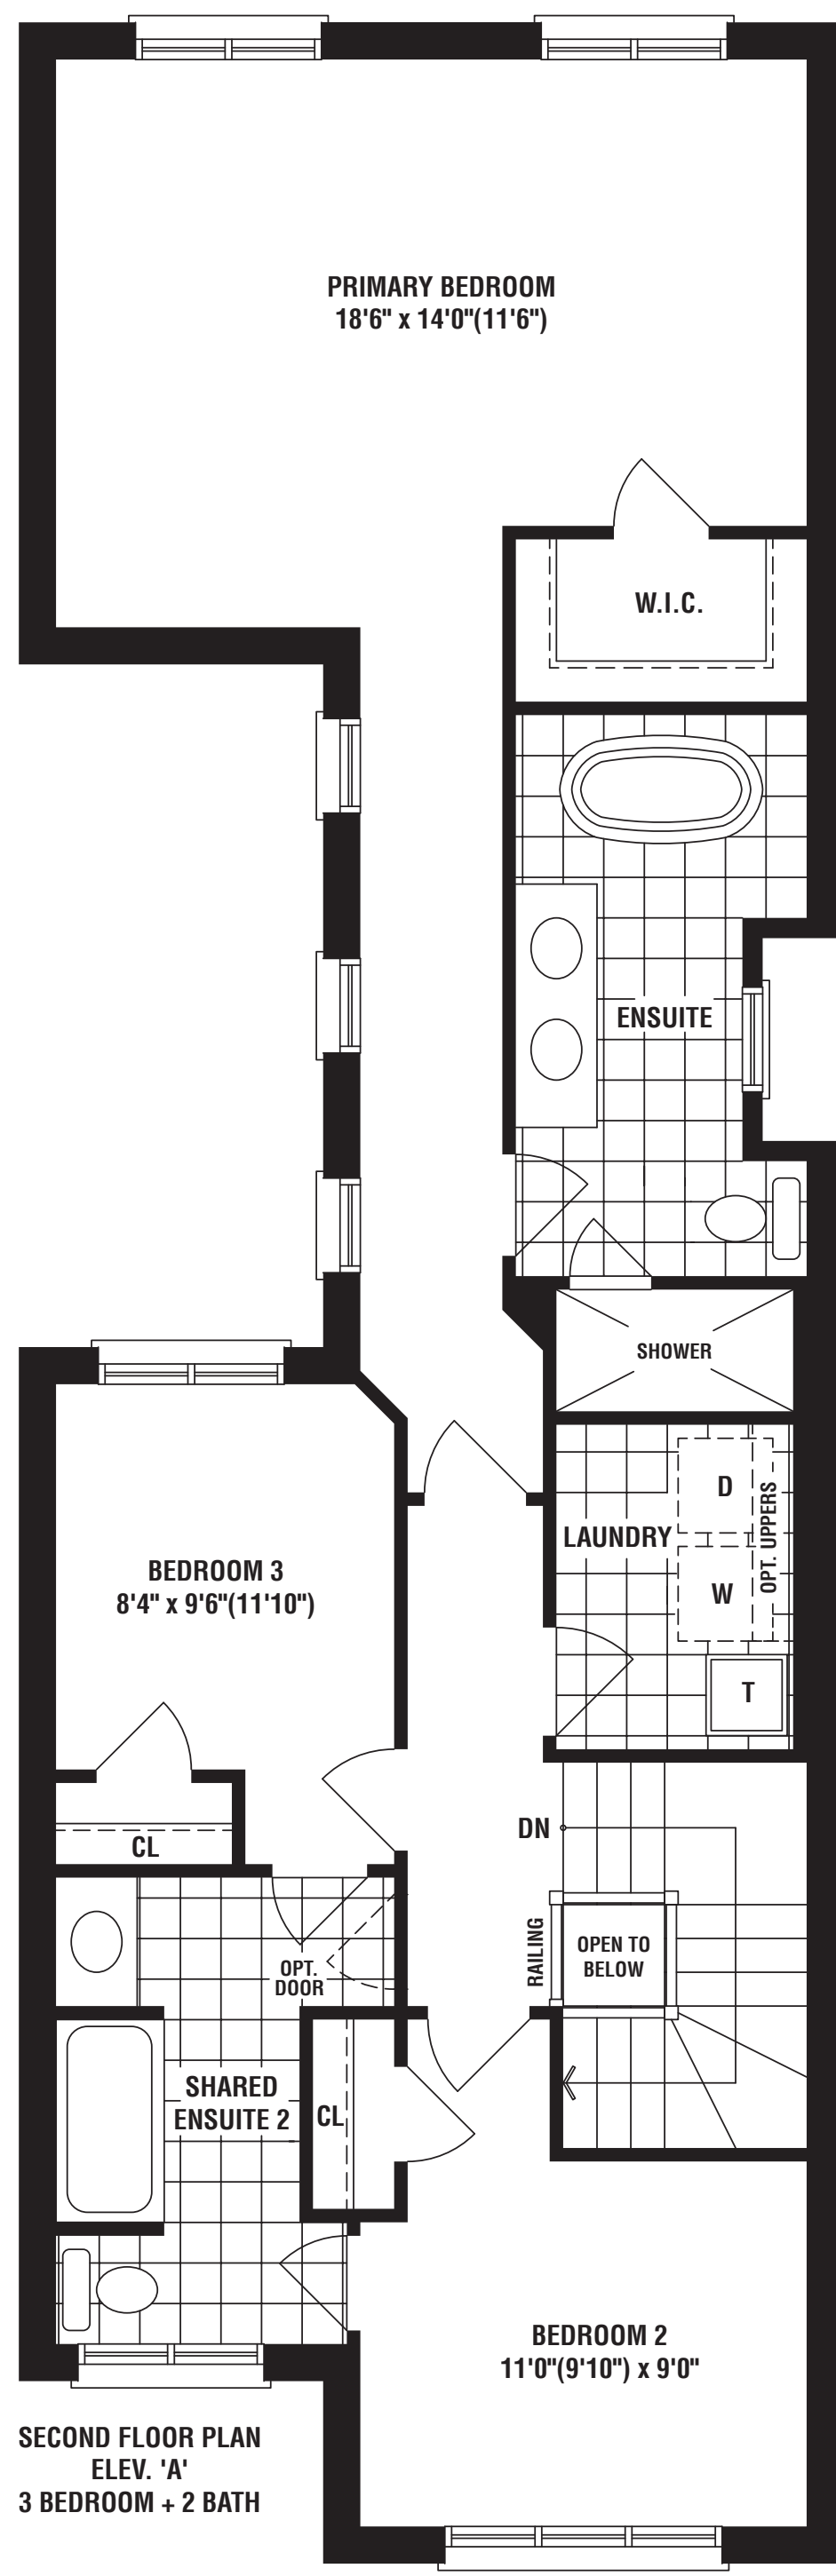 PRIMARY BEDROOM
18'6" x 14'0"(11'6")
W.I.C.
ENSUITE
SHOWER
D
OPT. UPPERS
LAUNDRY
W
T
BEDROOM 3
8'4" x 9'6"(11'10")
CL
DN
RAILING
OPEN TO
BELOW
OPT.
DOOR
SHARED
ENSUITE 2
CL
BEDROOM 2
11'0"(9'10") x 9'0"
SECOND FLOOR PLAN
ELEV. 'A'
3 BEDROOM + 2 BATH